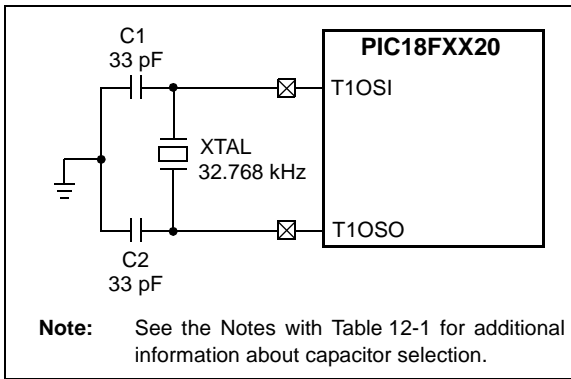 C1
33 pF
PIC18FXX20
T1OSI
XTAL
32.768 kHz
T1OSO
C2
33 pF
Note: See the Notes with Table 12-1 for additional
information about capacitor selection.